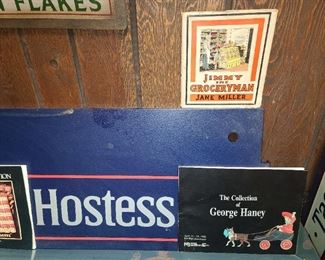 FLAKES
JIMMY
THE
GROCERYMAN
JANE MILLER
Hostess
The Collection
of
George Haney